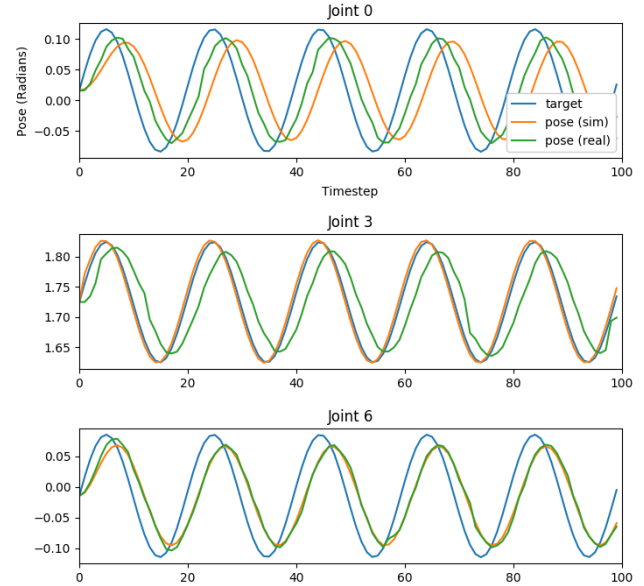 Joint 0
0.10
0.05
0.00
−0.05
Pose (Radians)
target
pose (sim)
pose (real)
0 20 40 60 80 100
Timestep
Joint 3
1.80
1.75
1.70
1.65
0 20 40 60 80 100
Joint 6
0.05
0.00
−0.05
−0.10
0 20 40 60 80 100